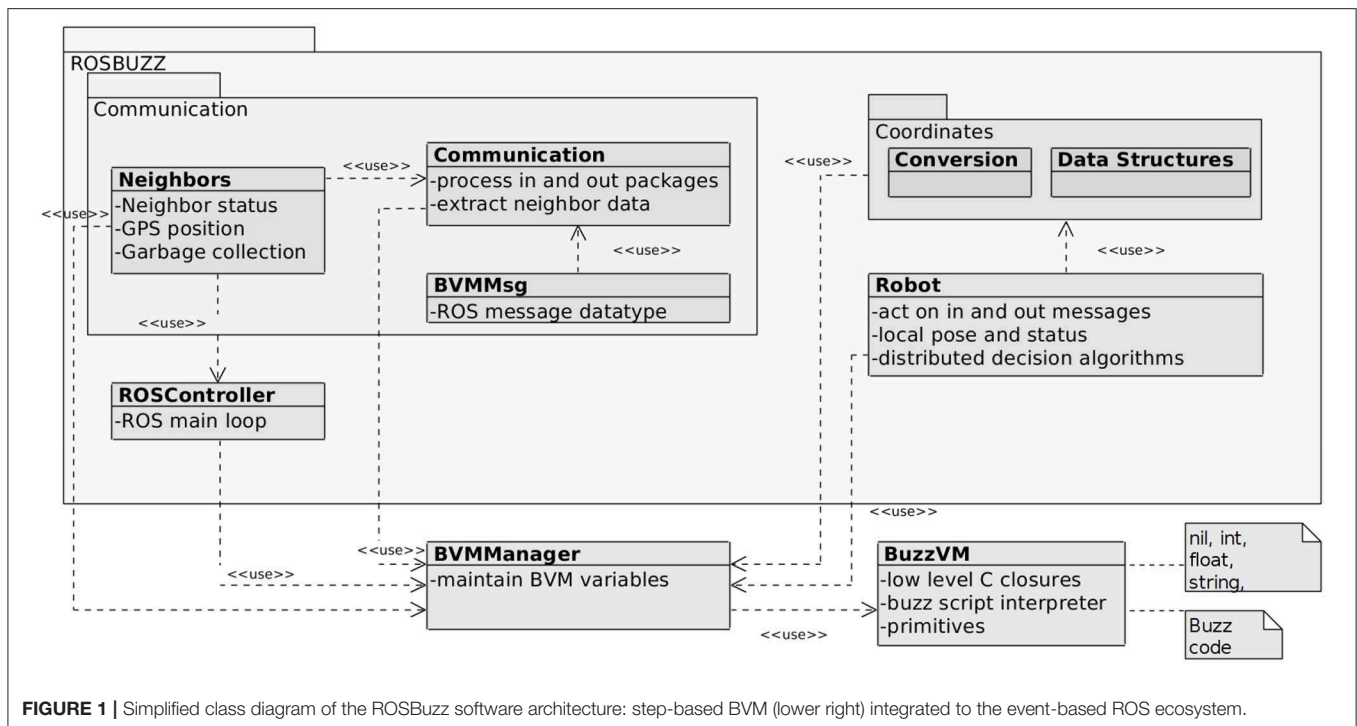 ROSBUZZ
Communication
Neighbors
-Neighbor status
-GPS position
-Garbage collection
<<use>>
<<use>>
Communication
-process in and out packages
-extract neighbor data
<<use>>
BVMMsg
-ROS message datatype
<<use>>
ROSController
-ROS main loop
Coordinates
Conversion
Data Structures
<<use>>
<<use>>
Robot
-act on in and out messages
-local pose and status
-distributed decision algorithms
<<use>>
<<use>>
<<use>>
BVMManager
-maintain BVM variables
<<use>>
BuzzVM
-low level C closures
-buzz script interpreter
-primitives
nil, int,
float,
string,
Buzz
code
FIGURE 1 | Simplified class diagram of the ROSBuzz software architecture: step-based BVM (lower right) integrated to the event-based ROS ecosystem.